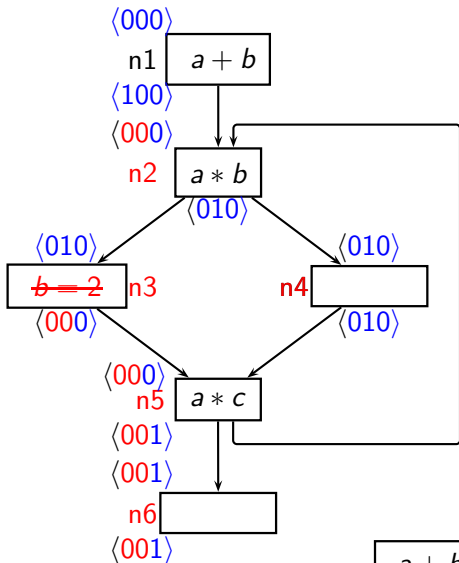 ⟨000⟩
n1 a + b
⟨100⟩
⟨000⟩
n2 a ∗ b
⟨010⟩
⟨010⟩ ⟨010⟩
b = 2 n3 n4
⟨000⟩ ⟨010⟩
⟨000⟩
n5 a ∗ c
⟨001⟩
⟨001⟩
n6
⟨001⟩
a + b